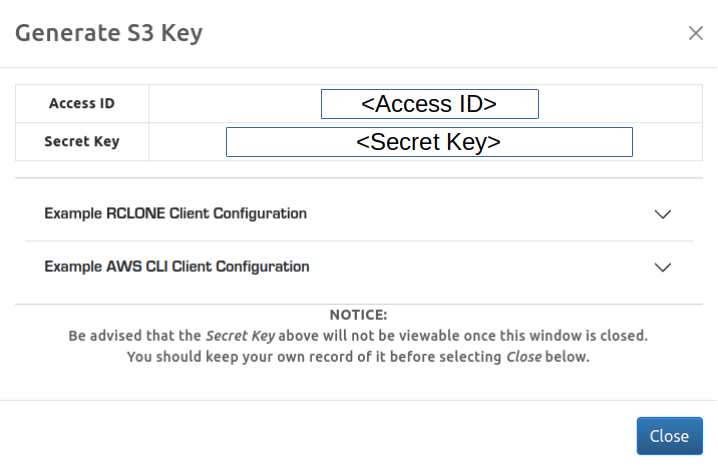 Generate S3 Key
Access ID <Access ID>
Secret Key <Secret Key>
Example RCLONE Client Configuration
Example AWS CLI Client Configuration
NOTICE:
Be advised that the Secret Key above will not be viewable once this window is closed.
You should keep your own record of it before selecting Close below.
Close